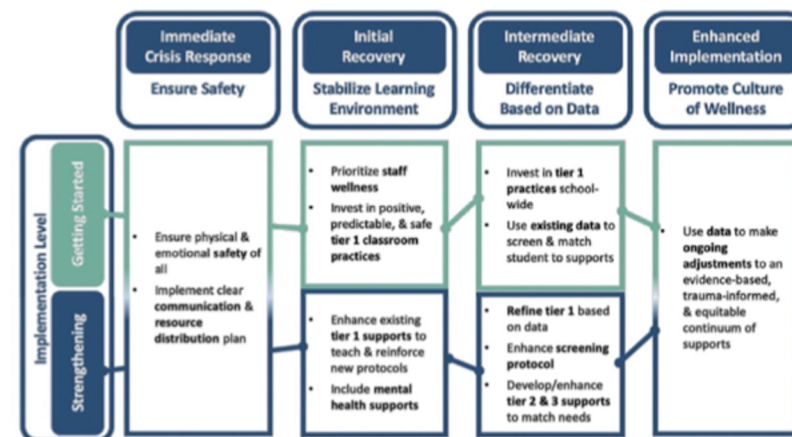 Immediate
Crisis Response
Ensure Safety
Initial
Recovery
Stabilize Learning
Environment
Intermediate
Recovery
Differentiate
Based on Data
Enhanced
Implementation
Promote Culture
of Wellness
Implementation Level
Getting Started
Strengthening
• Ensure physical &
emotional safety of
all
• Implement clear
communication &
resource
distribution plan
• Prioritize staff
wellness
• Invest in positive,
predictable, & safe
tier 1 classroom
practices
• Enhance existing
tier 1 supports to
teach & reinforce
new protocols
• Include mental
health supports
• Invest in tier 1
practices school-
wide
• Use existing data to
screen & match
student to supports
• Refine tier 1 based
on data
• Enhance screening
protocol
• Develop/enhance
tier 2 & 3 supports
to match needs
• Use data to make
ongoing
adjustments to an
evidence-based,
trauma-informed,
& equitable
continuum of
supports